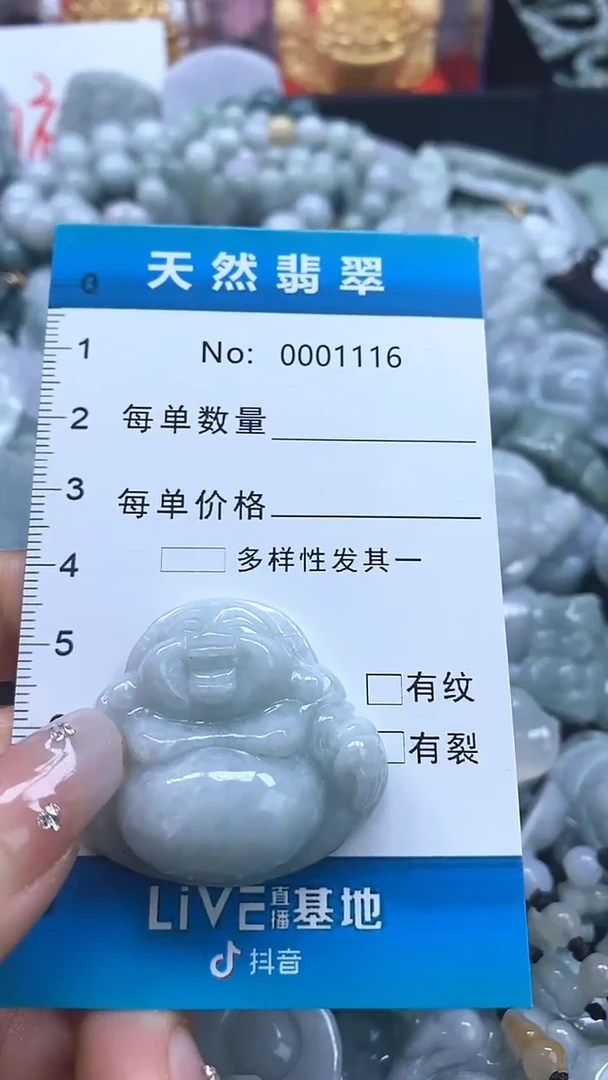 天然翡翠
0
No: 0001116
1
2
每单数量
3
每单价格
4
多样性发其一
5
有纹
有裂
LiVE直播基地
抖音